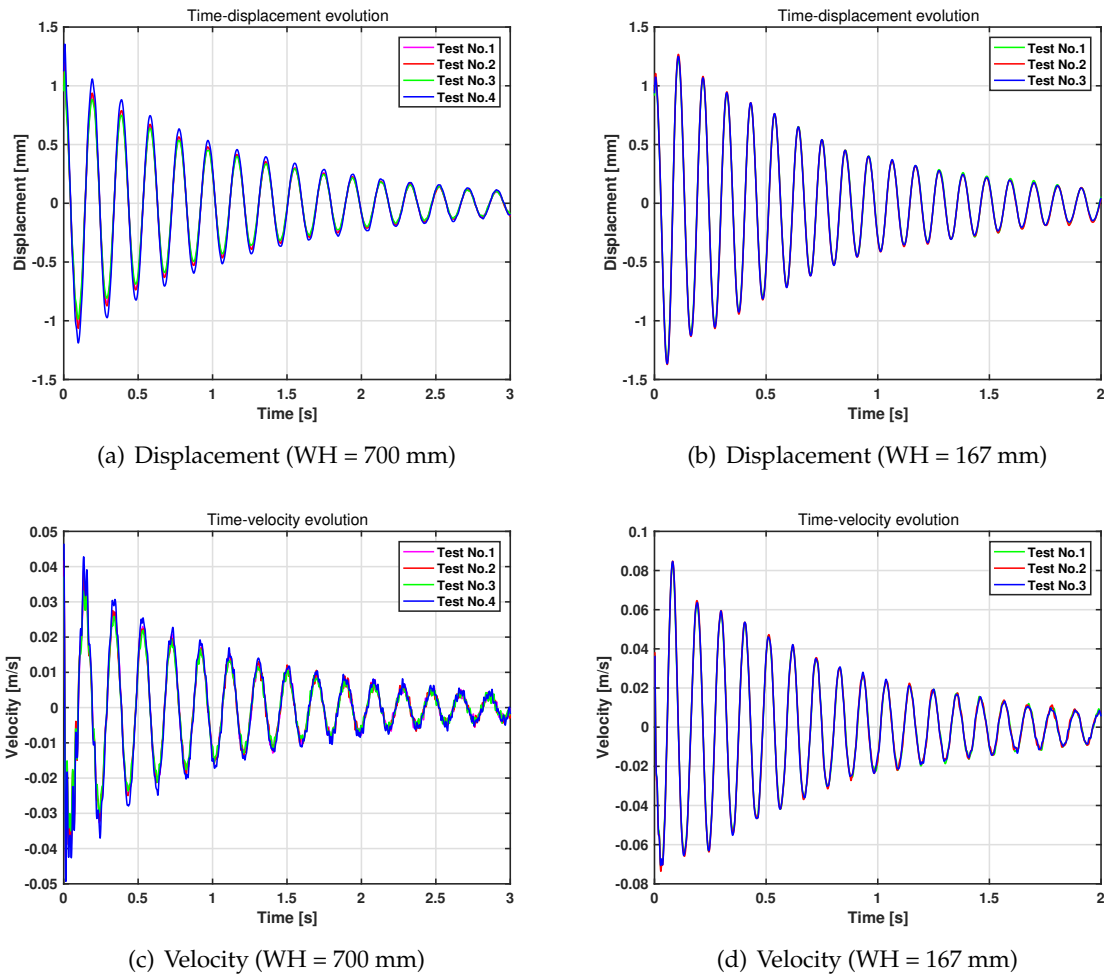 Time-displacement evolution
1.5
1
0.5
0
-0.5
-1
-1.5
Displacement [mm]
Test No.1
Test No.2
Test No.3
Test No.4
0 0.5 1 1.5 2 2.5 3
Time [s]
(a) Displacement (WH = 700 mm)
Time-displacement evolution
1.5
1
0.5
0
-0.5
-1
-1.5
Displacement [mm]
Test No.1
Test No.2
Test No.3
0 0.5 1 1.5 2
Time [s]
(b) Displacement (WH = 167 mm)
Time-velocity evolution
0.05
0.04
0.03
0.02
0.01
0
-0.01
-0.02
-0.03
-0.04
-0.05
Velocity [m/s]
Test No.1
Test No.2
Test No.3
Test No.4
0 0.5 1 1.5 2 2.5 3
Time [s]
(c) Velocity (WH = 700 mm)
Time-velocity evolution
0.1
0.08
0.06
0.04
0.02
0
-0.02
-0.04
-0.06
-0.08
Velocity [m/s]
Test No.1
Test No.2
Test No.3
0 0.5 1 1.5 2
Time [s]
(d) Velocity (WH = 167 mm)